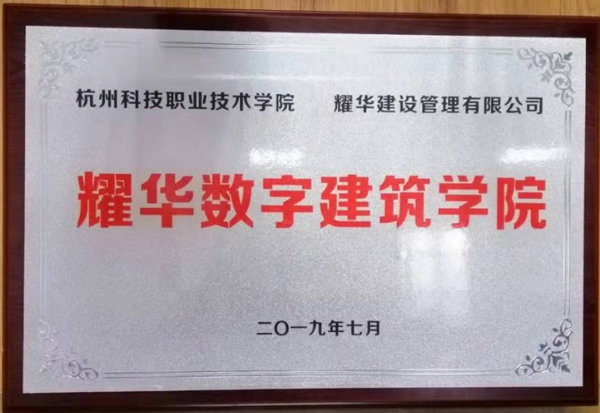 杭州科技职业技术学院 耀华建设管理有限公司
耀华数字建筑学院
二〇一九年七月